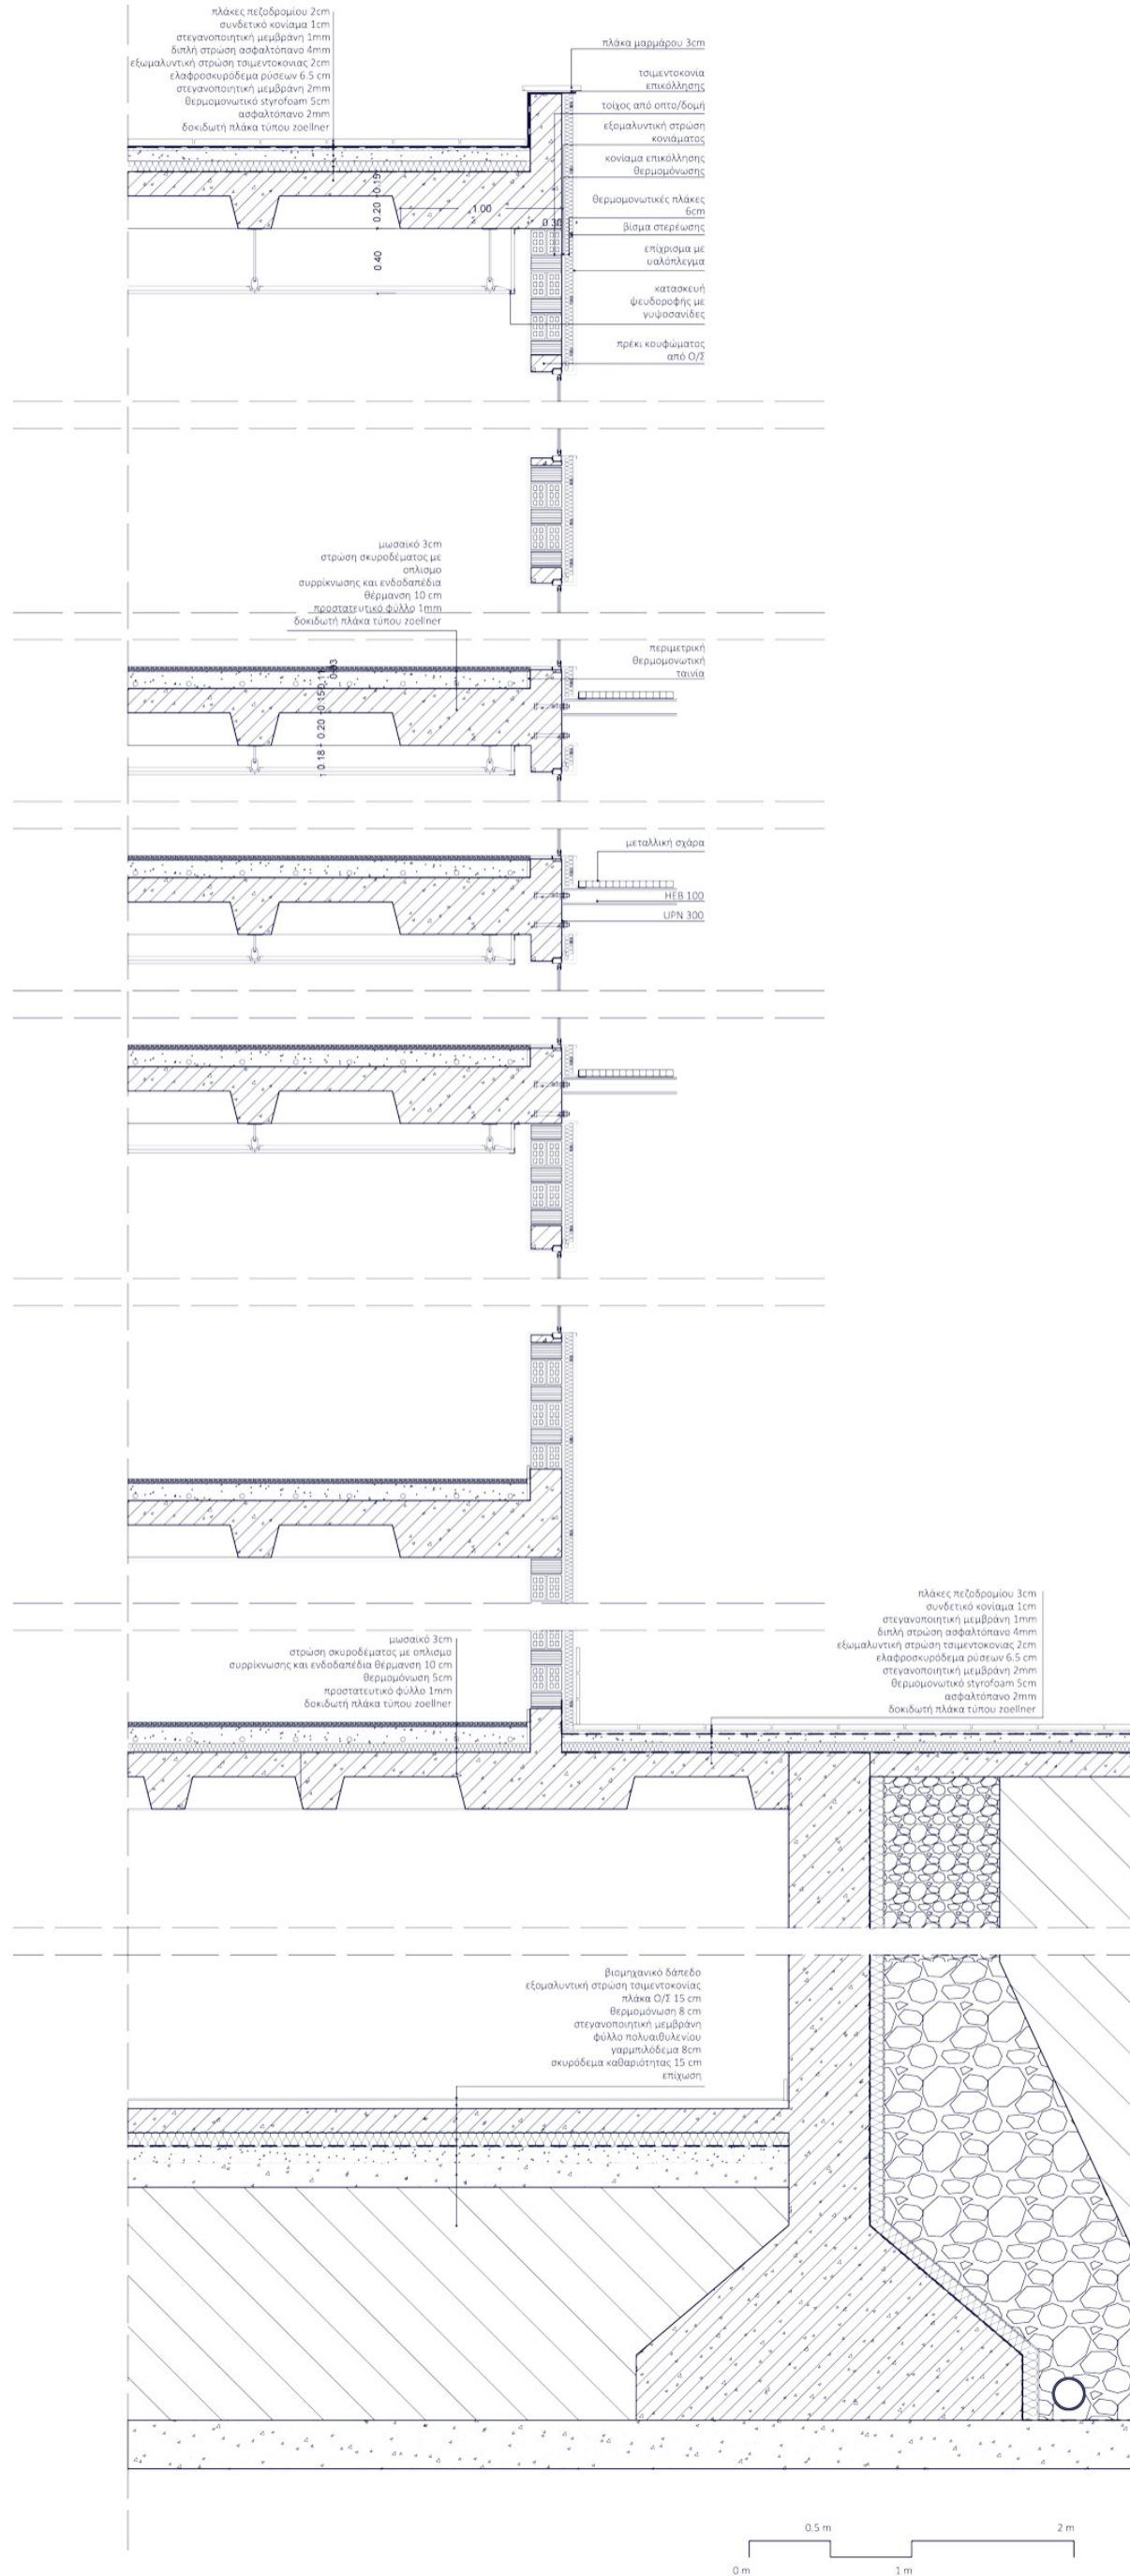 πλάκες πεζοδρομίου 2cm
συνδετικό κονίαμα 1cm
στεγανοποιητική μεμβράνη 1mm
διπλή στρώση ασφαλτόπανο 4mm
εξωμαλυντική στρώση τσιμεντοκονιας 2cm
ελαφροσκυρόδεμα ρύσεων 6.5 cm
στεγανοποιητική μεμβράνη 2mm
θερμομονωτικό styrofoam 5cm
ασφαλτόπανο 2mm
δοκιδωτή πλάκα τύπου zoellner
πλάκα μαρμάρου 3cm
τσιμεντοκονία
επικόλλησης
τοίχος από οπτο/δομή
εξομαλυντική στρώση
κονιάματος
κονίαμα επικόλλησης
θερμομόνωσης
θερμομονωτικές πλάκες
6cm
βίσμα στερέωσης
επίχρισμα με
υαλόπλεγμα
κατασκευή
ψευδοροφής με
γυψοσανίδες
πρέκι κουφώματος
από Ο/Σ
0.20
0.15
1.00
0.30
0.40
μωσαϊκό 3cm
στρώση σκυροδέματος με
οπλισμο
συρρίκνωσης και ενδοδαπέδια
θέρμανση 10 cm
προστατευτικό φύλλο 1mm
δοκιδωτή πλάκα τύπου zoellner
περιμετρική
θερμομονωτική
ταινία
0.18
0.20
0.15
μεταλλική σχάρα
HEB 100
UPN 300
πλάκες πεζοδρομίου 3cm
συνδετικό κονίαμα 1cm
στεγανοποιητική μεμβράνη 1mm
διπλή στρώση ασφαλτόπανο 4mm
εξωμαλυντική στρώση τσιμεντοκονιας 2cm
ελαφροσκυρόδεμα ρύσεων 6.5 cm
στεγανοποιητική μεμβράνη 2mm
θερμομονωτικό styrofoam 5cm
ασφαλτόπανο 2mm
δοκιδωτή πλάκα τύπου zoellner
μωσαϊκό 3cm
στρώση σκυροδέματος με οπλισμο
συρρίκνωσης και ενδοδαπέδια θέρμανση 10 cm
θερμομόνωση 5cm
προστατευτικό φύλλο 1mm
δοκιδωτή πλάκα τύπου zoellner
βιομηχανικό δάπεδο
εξομαλυντική στρώση τσιμεντοκονίας
πλάκα Ο/Σ 15 cm
θερμομόνωση 8 cm
στεγανοποιητική μεμβράνη
φύλλο πολυαιθυλενίου
γαρμπιλόδεμα 8cm
σκυρόδεμα καθαριότητας 15 cm
επίχωση
0.5 m
2 m
0 m
1 m